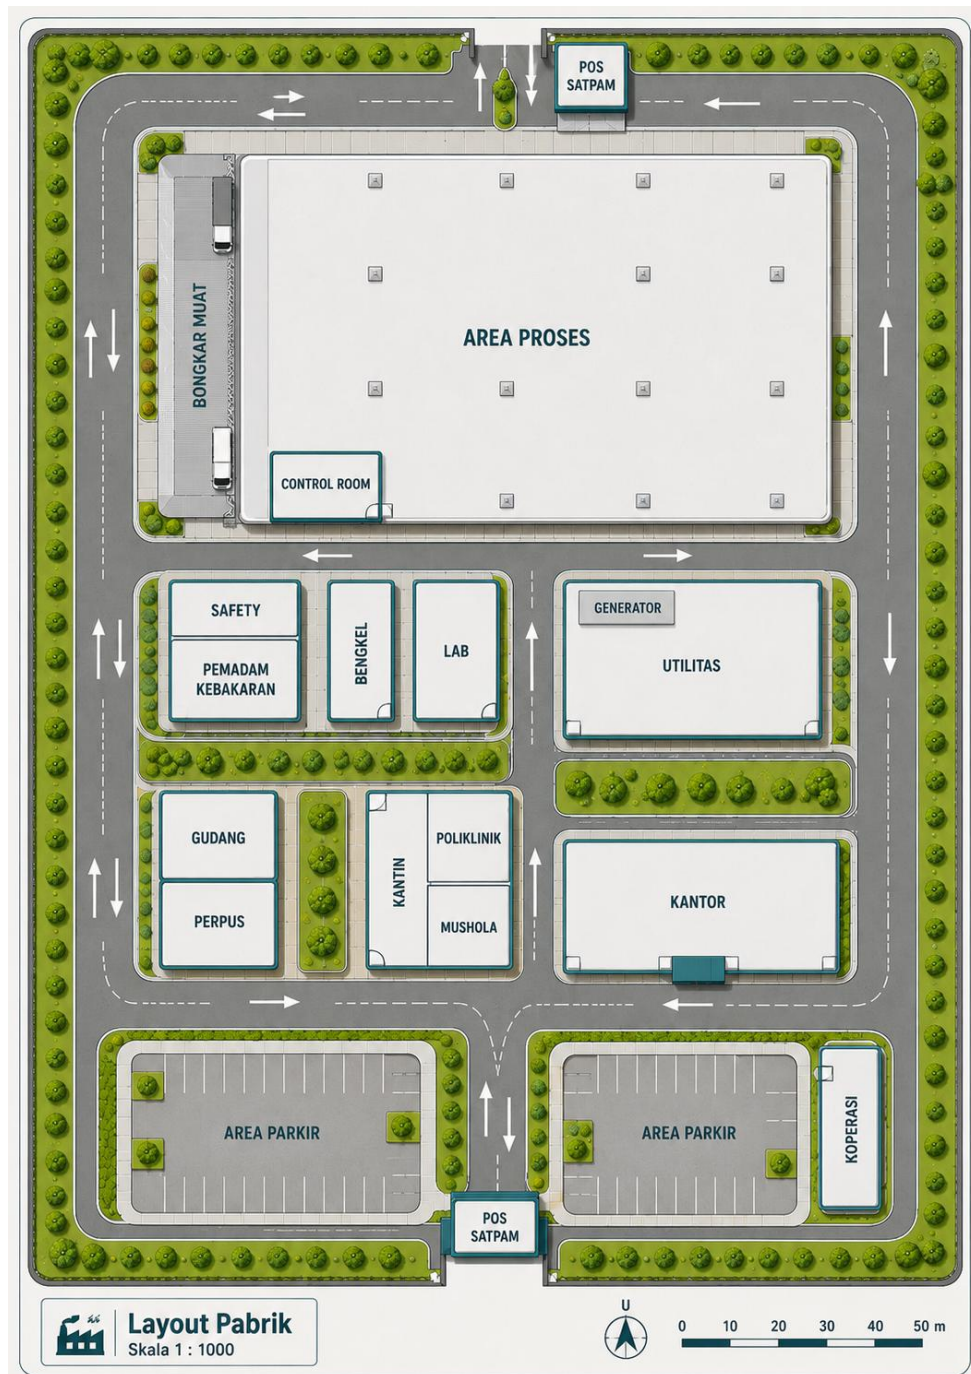 POS
SATPAM
BONGKAR MUAT
AREA PROSES
CONTROL ROOM
SAFETY
PEMADAM
KEBAKARAN
BENGKEL
LAB
GENERATOR
UTILITAS
GUDANG
PERPUS
KANTIN
POLIKLINIK
MUSHOLA
KANTOR
AREA PARKIR
AREA PARKIR
KOPERASI
POS
SATPAM
Layout Pabrik
Skala 1 : 1000
U
0 10 20 30 40 50 m